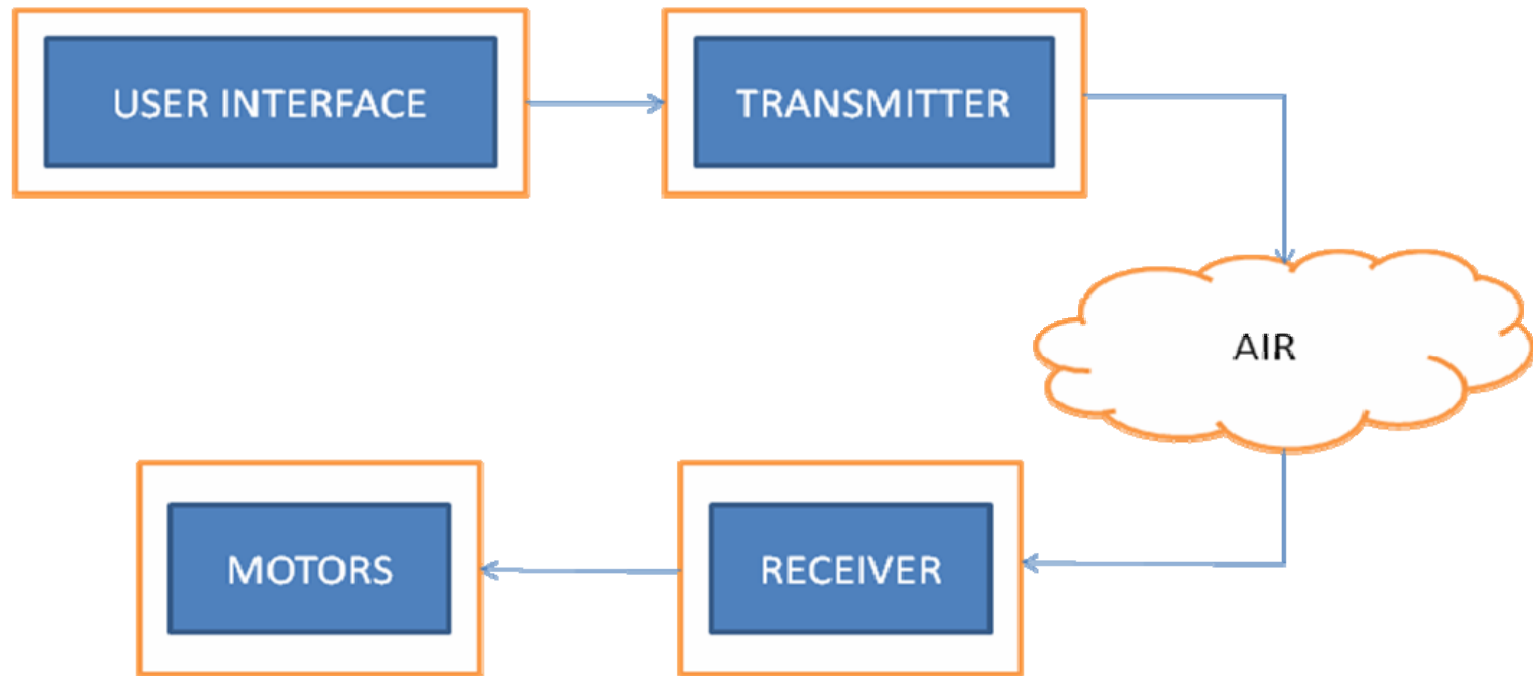 USER INTERFACE
TRANSMITTER
AIR
RECEIVER
MOTORS